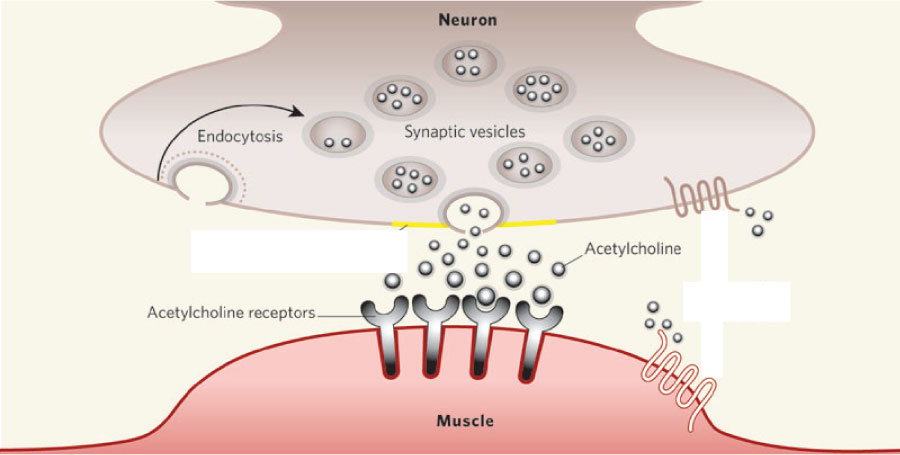 Neuron
Endocytosis
Synaptic vesicles
Acetylcholine
Acetylcholine receptors
Muscle